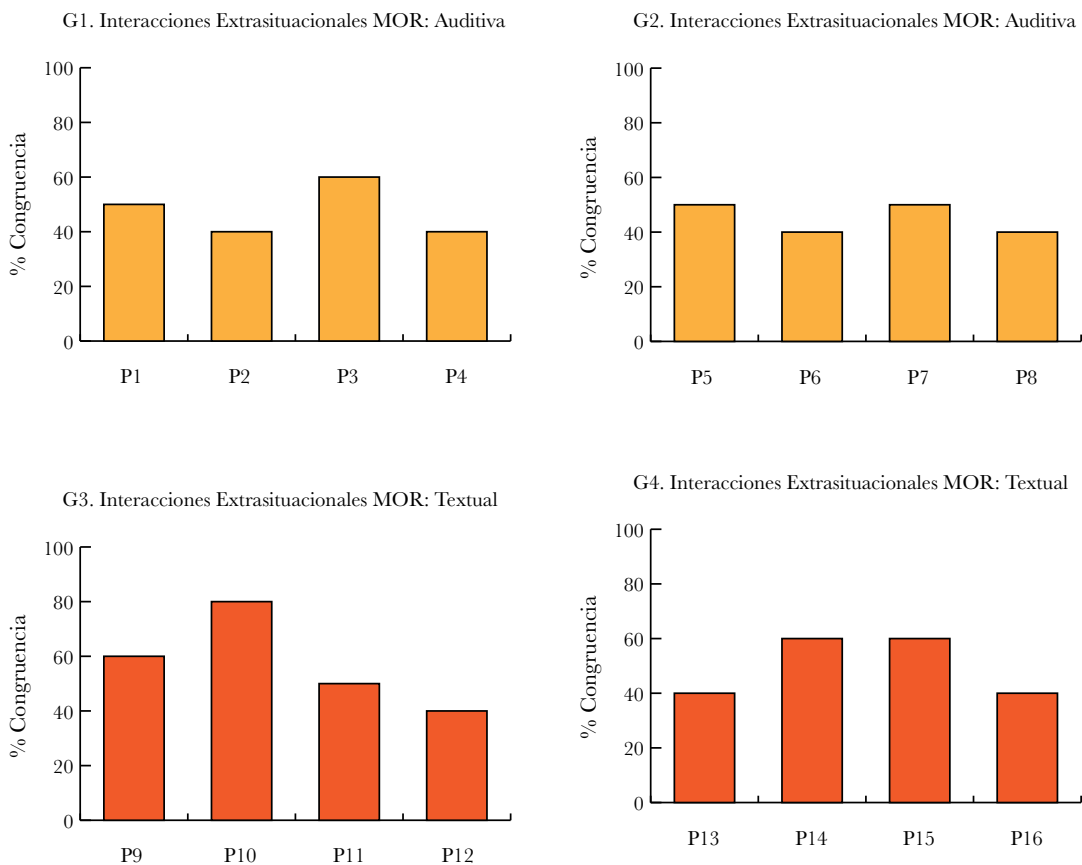 G1. Interacciones Extrasituacionales MOR: Auditiva
% Congruencia
100
80
60
40
20
0
P1 P2 P3 P4
G2. Interacciones Extrasituacionales MOR: Auditiva
% Congruencia
100
80
60
40
20
0
P5 P6 P7 P8
G3. Interacciones Extrasituacionales MOR: Textual
% Congruencia
100
80
60
40
20
0
P9 P10 P11 P12
G4. Interacciones Extrasituacionales MOR: Textual
% Congruencia
100
80
60
40
20
0
P13 P14 P15 P16